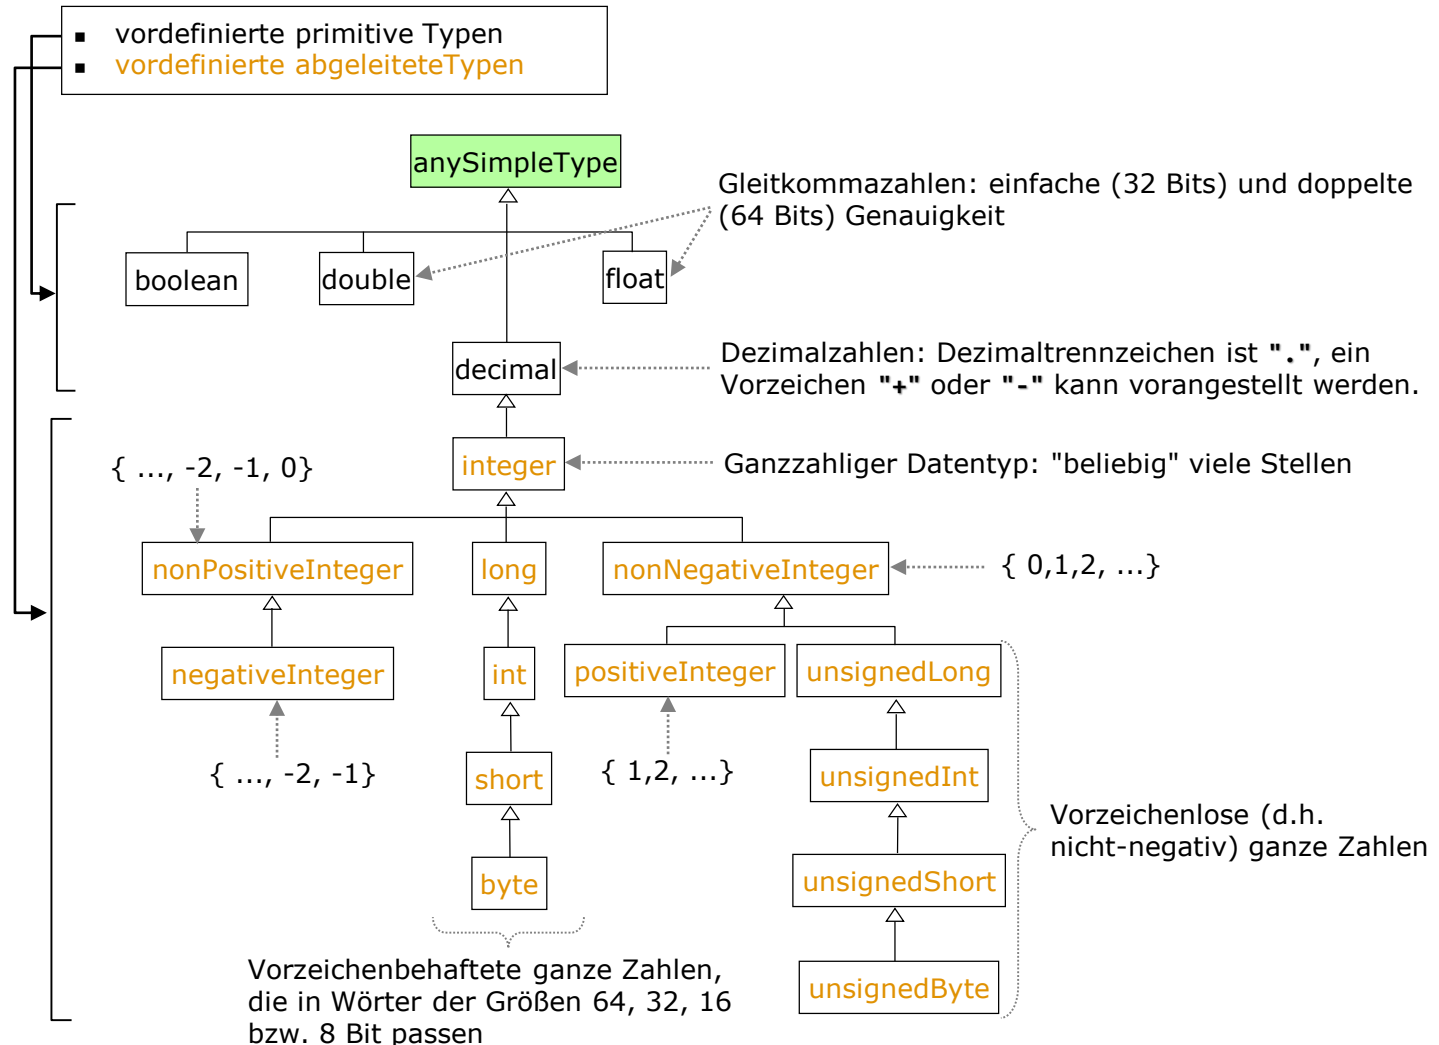 ▪ vordefinierte primitive Typen
▪ vordefinierte abgeleiteteTypen
anySimpleType
Gleitkommazahlen: einfache (32 Bits) und doppelte
(64 Bits) Genauigkeit
boolean
double
float
decimal
Dezimalzahlen: Dezimaltrennzeichen ist ".", ein
Vorzeichen "+" oder "-" kann vorangestellt werden.
{ ..., -2, -1, 0}
integer
Ganzzahliger Datentyp: "beliebig" viele Stellen
nonPositiveInteger
long
nonNegativeInteger
{ 0,1,2, ...}
negativeInteger
int
positiveInteger
unsignedLong
{ ..., -2, -1}
short
{ 1,2, ...}
unsignedInt
Vorzeichenlose (d.h.
nicht-negativ) ganze Zahlen
byte
unsignedShort
Vorzeichenbehaftete ganze Zahlen,
die in Wörter der Größen 64, 32, 16
bzw. 8 Bit passen
unsignedByte